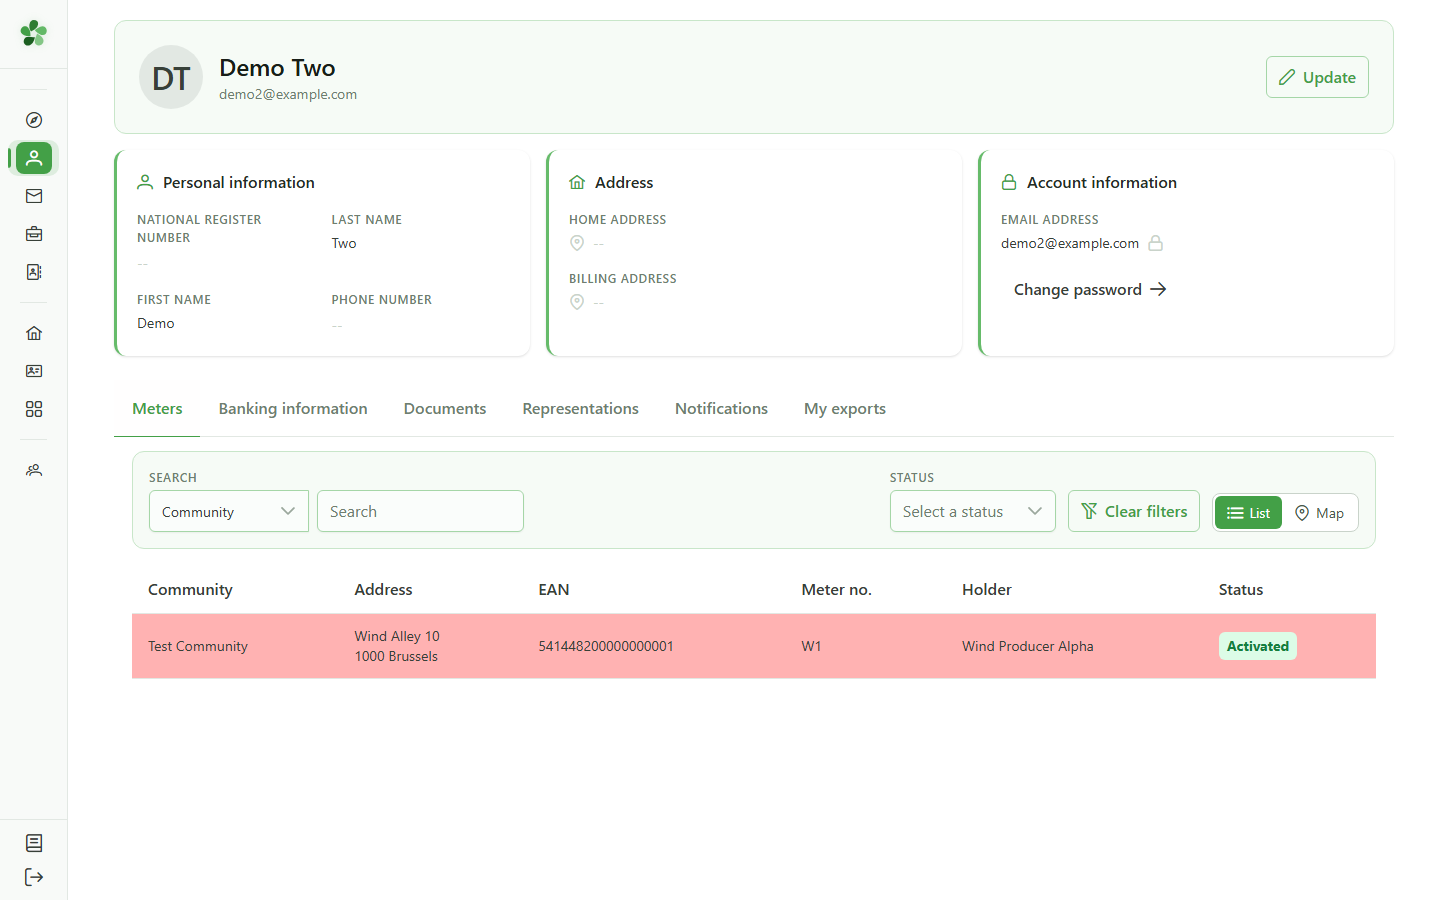 DT
Demo Two
demo2@example.com
Update
Personal information
NATIONAL REGISTER
NUMBER
--
LAST NAME
Two
FIRST NAME
Demo
PHONE NUMBER
--
Address
HOME ADDRESS
--
BILLING ADDRESS
--
Account information
EMAIL ADDRESS
demo2@example.com
Change password
Meters Banking information Documents Representations Notifications My exports
SEARCH
Community
Search
STATUS
Select a status
Clear filters
List
Map
Community Address EAN Meter no. Holder Status
Test Community
Wind Alley 10
1000 Brussels
541448200000000001
W1
Wind Producer Alpha
Activated